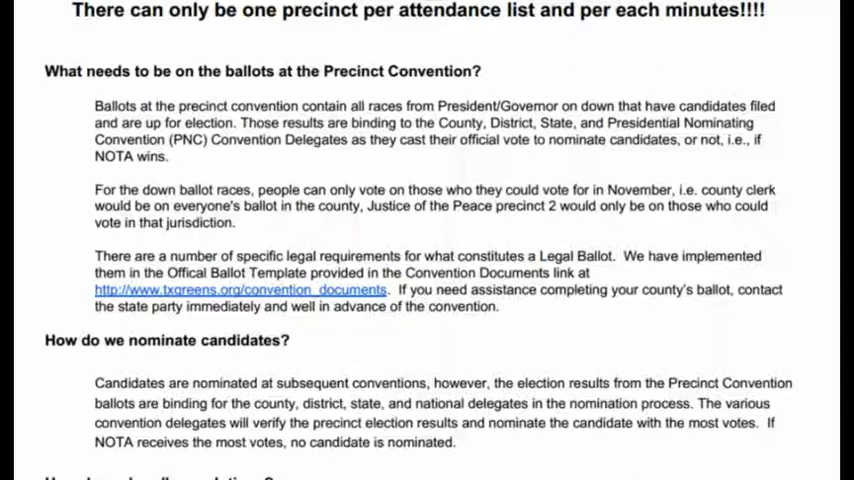 There can only be one precinct per attendance list and per each minutes!!!!
What needs to be on the ballots at the Precinct Convention?
Ballots at the precinct convention contain all races from President/Governor on down that have candidates filed
and are up for election. Those results are binding to the County, District, State, and Presidential Nominating
Convention (PNC) Convention Delegates as they cast their official vote to nominate candidates, or not, i.e., if
NOTA wins.
For the down ballot races, people can only vote on those who they could vote for in November, i.e. county clerk
would be on everyone's ballot in the county, Justice of the Peace precinct 2 would only be on those who could
vote in that jurisdiction.
There are a number of specific legal requirements for what constitutes a Legal Ballot. We have implemented
them in the Offical Ballot Template provided in the Convention Documents link at
http://www.txgreens.org/convention_documents. If you need assistance completing your county's ballot, contact
the state party immediately and well in advance of the convention.
How do we nominate candidates?
Candidates are nominated at subsequent conventions, however, the election results from the Precinct Convention
ballots are binding for the county, district, state, and national delegates in the nomination process. The various
convention delegates will verify the precinct election results and nominate the candidate with the most votes. If
NOTA receives the most votes, no candidate is nominated.